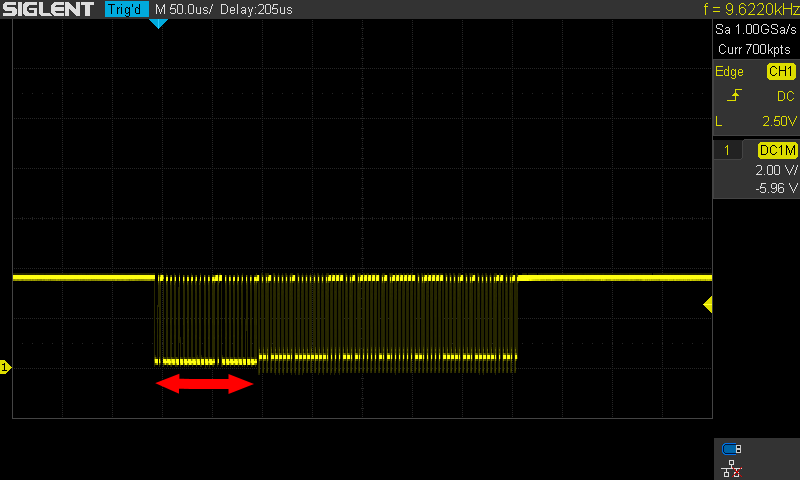 SIGLENT Trig'd M 50.0us/ Delay:205us f = 9.6220kHz
Sa 1.00GSa/s
Curr 700kpts
Edge CH1
DC
L 2.50V
1 DC1M
2.00 V/
-5.96 V
1